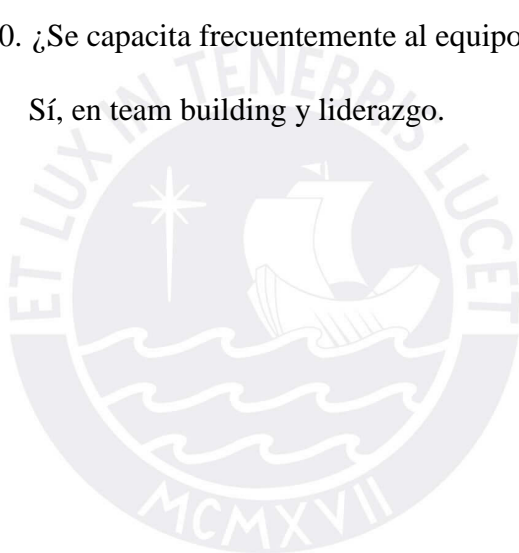 0. ¿Se capacita frecuentemente al equipo
Sí, en team building y liderazgo.
ET LUX IN TENEBRIS LUCET
MCMXVII